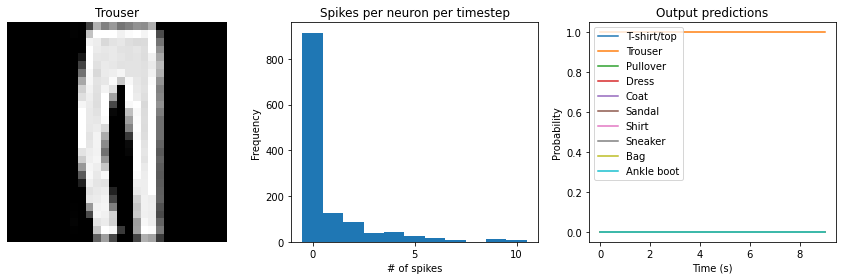 Trouser
Spikes per neuron per timestep
Frequency
800
600
400
200
0
0
5
10
# of spikes
Output predictions
Probability
1.0
0.8
0.6
0.4
0.2
0.0
T-shirt/top
Trouser
Pullover
Dress
Coat
Sandal
Shirt
Sneaker
Bag
Ankle boot
0
2
4
6
8
Time (s)